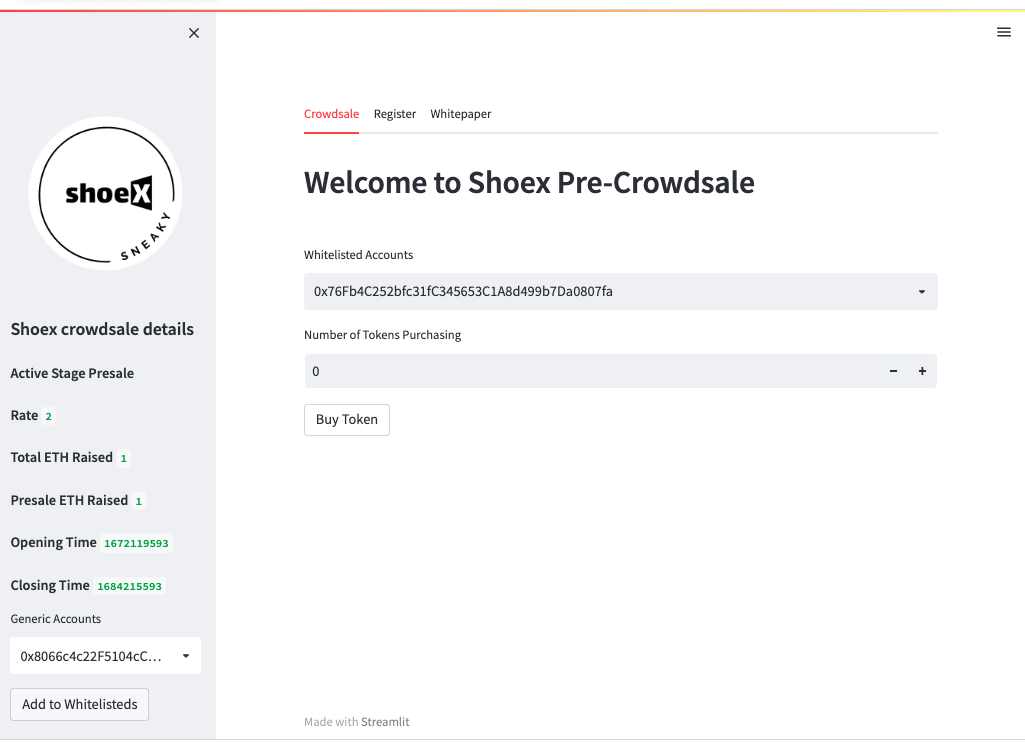 shoeX
SNEAKY
Shoex crowdsale details
Active Stage Presale
Rate 2
Total ETH Raised 1
Presale ETH Raised 1
Opening Time 1672119593
Closing Time 1684215593
Generic Accounts
0x8066c4c22F5104cC...
Add to Whitelisteds
Crowdsale Register Whitepaper
Welcome to Shoex Pre-Crowdsale
Whitelisted Accounts
0x76Fb4C252bfc31fC345653C1A8d499b7Da0807fa
Number of Tokens Purchasing
0 − +
Buy Token
Made with Streamlit